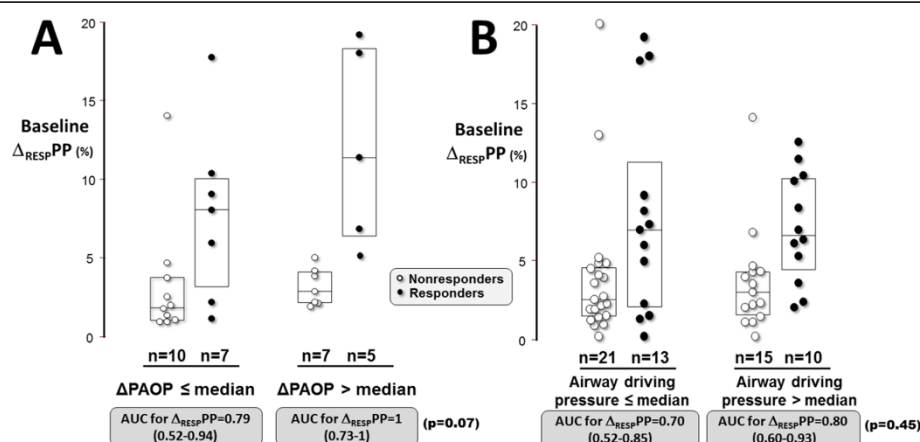 A
20
15
10
5
0
Baseline
ΔRESPPP (%)
n=10 n=7
ΔPAOP ≤ median
AUC for ΔRESPPP=0.79
(0.52-0.94)
n=7 n=5
ΔPAOP > median
AUC for ΔRESPPP=1
(0.73-1)
(p=0.07)
Nonresponders
Responders
B
20
15
10
5
0
Baseline
ΔRESPPP (%)
n=21 n=13
Airway driving
pressure ≤ median
AUC for ΔRESPPP=0.70
(0.52-0.85)
n=15 n=10
Airway driving
pressure > median
AUC for ΔRESPPP=0.80
(0.60-0.93)
(p=0.45)